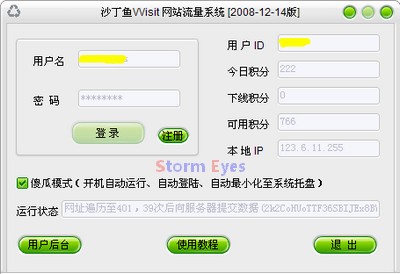 沙丁鱼VVisit 网站流量系统 [2008-12-14版]
用户名
密 码 ********
登 录 注册
用 户 ID
今日积分 222
下线积分 0
可用积分 766
本 地 IP 123.6.11.255
Storm Eyes
傻瓜模式（开机自动运行、自动登陆、自动最小化至系统托盘）
运行状态 网址遍历至401，39次后向服务器提交数据(2k2CoHUoTTF36SBIJEx8B\
用户后台 使用教程 退 出